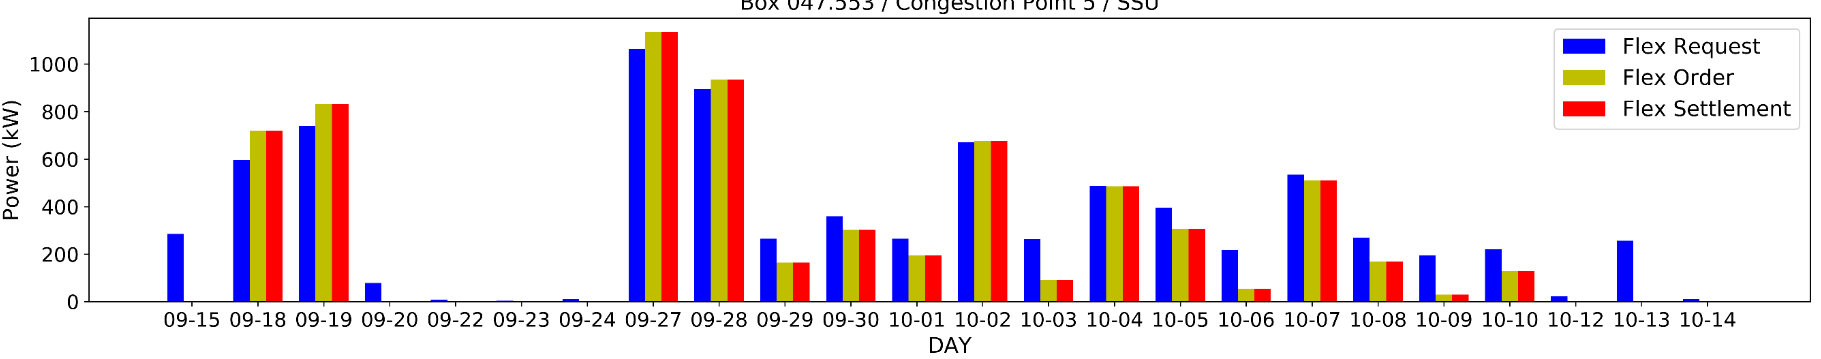 Box 047.553 / Congestion Point 5 / SSU
Flex Request
Flex Order
Flex Settlement
Power (kW)
1000
800
600
400
200
0
09-15 09-18 09-19 09-20 09-22 09-23 09-24 09-27 09-28 09-29 09-30 10-01 10-02 10-03 10-04 10-05 10-06 10-07 10-08 10-09 10-10 10-12 10-13 10-14
DAY